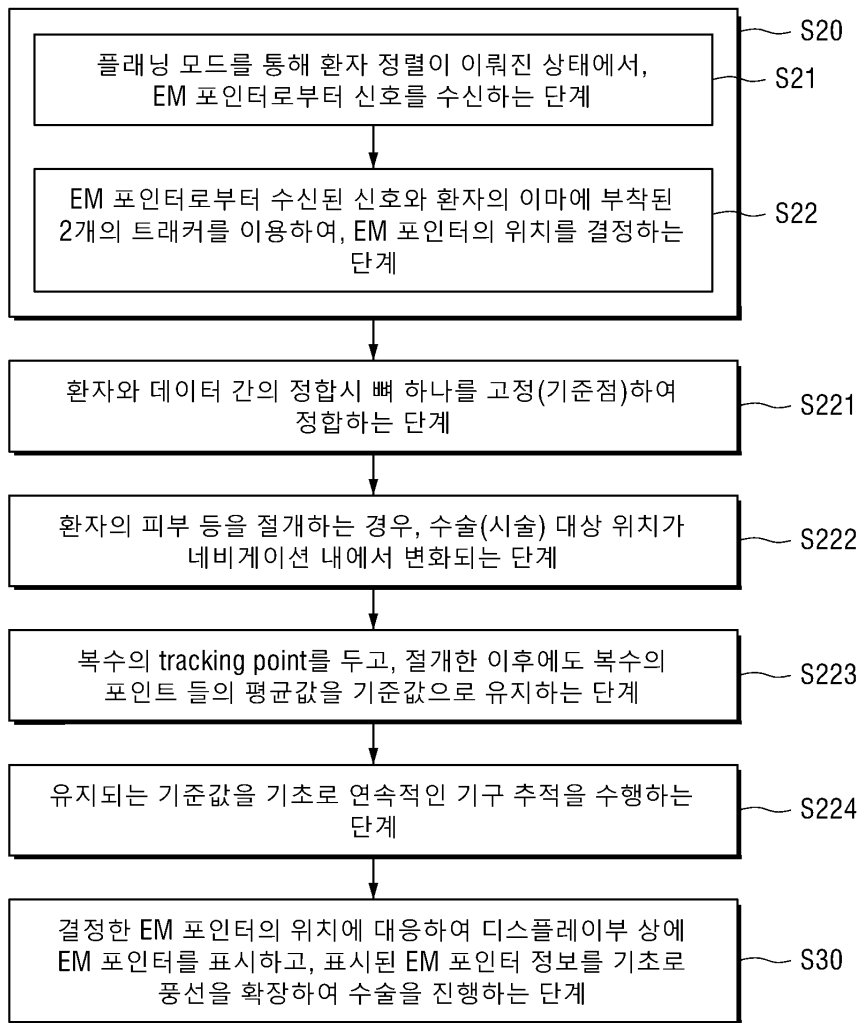 S20
플래닝 모드를 통해 환자 정렬이 이뤄진 상태에서,
EM 포인터로부터 신호를 수신하는 단계
S21
EM 포인터로부터 수신된 신호와 환자의 이마에 부착된
2개의 트래커를 이용하여, EM 포인터의 위치를 결정하는
단계
S22
환자와 데이터 간의 정합시 뼈 하나를 고정(기준점)하여
정합하는 단계
S221
환자의 피부 등을 절개하는 경우, 수술(시술) 대상 위치가
네비게이션 내에서 변화되는 단계
S222
복수의 tracking point를 두고, 절개한 이후에도 복수의
포인트 들의 평균값을 기준값으로 유지하는 단계
S223
유지되는 기준값을 기초로 연속적인 기구 추적을 수행하는
단계
S224
결정한 EM 포인터의 위치에 대응하여 디스플레이부 상에
EM 포인터를 표시하고, 표시된 EM 포인터 정보를 기초로
풍선을 확장하여 수술을 진행하는 단계
S30